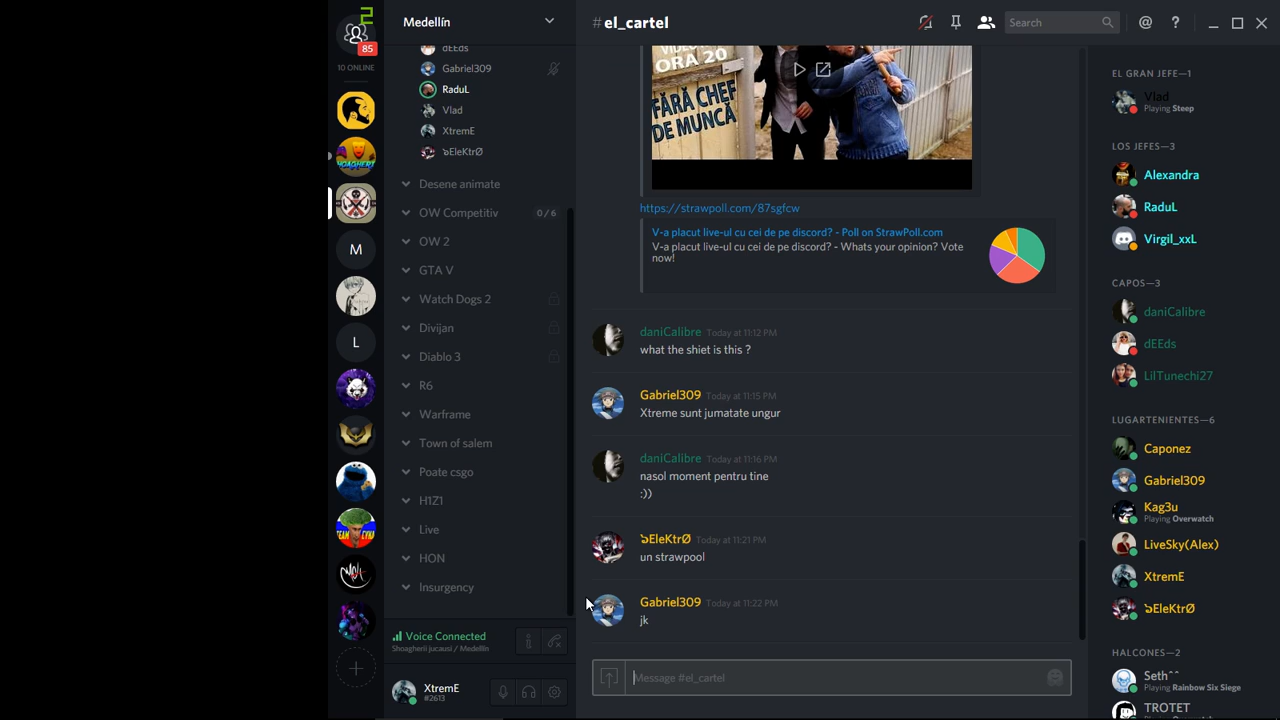 2
85
10 ONLINE
M
L
Medellín
dEEds
Gabriel309
RaduL
Vlad
XtremE
ъEleKtrØ
Desene animate
OW Competitiv 0/6
OW 2
GTA V
Watch Dogs 2
Divijan
Diablo 3
R6
Warframe
Town of salem
Poate csgo
H1Z1
Live
HON
Insurgency
Voice Connected
Shoagherii jucausi / Medellín
XtremE
#2613
#el_cartel
Search
ORA 20
FĂRĂ CHEF
DE MUNCĂ
https://strawpoll.com/87sgfcw
V-a placut live-ul cu cei de pe discord? - Poll on StrawPoll.com
V-a placut live-ul cu cei de pe discord? - Whats your opinion? Vote
now!
daniCalibre Today at 11:12 PM
what the shiet is this ?
Gabriel309 Today at 11:15 PM
Xtreme sunt jumatate ungur
daniCalibre Today at 11:16 PM
nasol moment pentru tine
:))
ъEleKtrØ Today at 11:21 PM
un strawpool
Gabriel309 Today at 11:22 PM
jk
Message #el_cartel
EL GRAN JEFE—1
Vlad
Playing Steep
LOS JEFES—3
Alexandra
RaduL
Virgil_xxL
CAPOS—3
daniCalibre
dEEds
LilTunechi27
LUGARTENIENTES—6
Caponez
Gabriel309
Kag3u
Playing Overwatch
LiveSky(Alex)
XtremE
ъEleKtrØ
HALCONES—2
Seth^^
Playing Rainbow Six Siege
TROTET